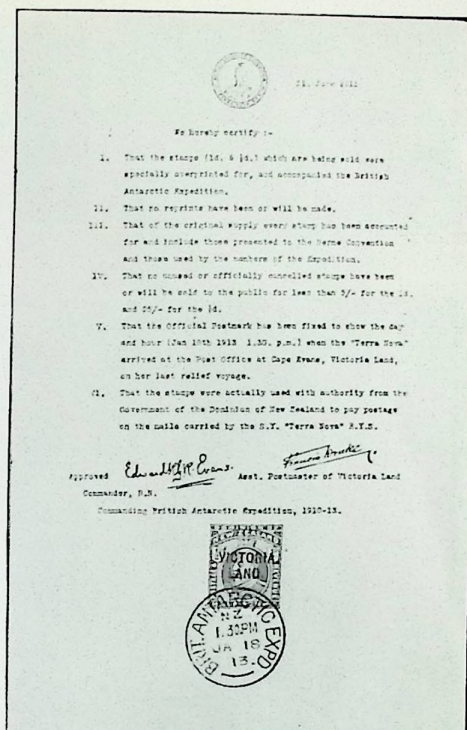 We hereby certify :-
I. That the stamps (1d. & ½d.) which are being sold were
specially overprinted for, and accompanied the British
Antarctic Expedition.
II. That no reprints have been or will be made.
III. That of the original supply every stamp has been accounted
for and include those presented to the Berne Convention
and those used by the members of the Expedition.
IV. That no unused or officially cancelled stamps have been
or will be sold to the public for less than 5/- for the 1d.
and 25/- for the ½d.
V. That the Official Postmark has been fixed to show the day
and hour (Jan 18th 1913 1.30. p.m.) when the "Terra Nova"
arrived at the Post Office at Cape Evans, Victoria Land,
on her last relief voyage.
VI. That the stamps were actually used with authority from the
Government of the Dominion of New Zealand to pay postage
on the mails carried by the S.Y. "Terra Nova" R.Y.S.
Approved Edward R.G.R. Evans. Francis Drake Asst. Postmaster of Victoria Land
Commander, R.N.
Commanding British Antarctic Expedition, 1910-13.
VICTORIA
LAND
BRIT. ANTARCTIC EXPD.
NZ
1.30PM
JA 18
13